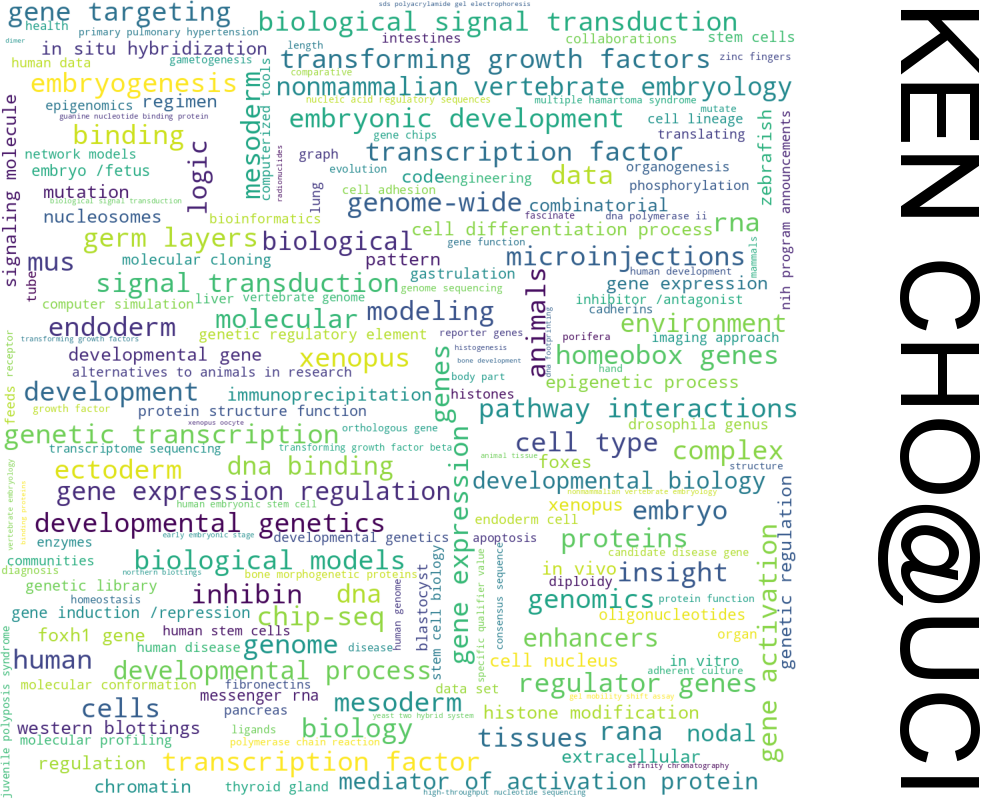 gene targeting
sds polyacrylamide gel electrophoresis
biological signal transduction
health
primary pulmonary hypertension
dimer
in situ hybridization
intestines
collaborations
stem cells
length
human data
gametogenesis
transforming growth factors
zinc fingers
comparative
embryogenesis
mesoderm
computerized tools
nonmammalian vertebrate embryology
nucleic acid regulatory sequences
multiple hamartoma syndrome
mutate
epigenomics
regimen
guanine nucleotide binding protein
embryonic development
cell lineage
binding
gene chips
translating
zebrafish
nih program announcements
signaling molecule
network models
logic
radionuclides
graph
transcription factor
embryo /fetus
evolution
code
engineering
data
organogenesis
phosphorylation
mutation
biological signal transduction
lung
cell adhesion
nucleosomes
bioinformatics
genome-wide
combinatorial
fascinate
dna polymerase ii
rna
cell differentiation process
germ layers
biological
gene function
mammals
mus
tube
molecular cloning
pattern
microinjections
gastrulation
human development
signal transduction
genome sequencing
gene expression
computer simulation
liver
vertebrate genome
animals
inhibitor /antagonist
cadherins
molecular
modeling
environment
endoderm
genetic regulatory element
reporter genes
dna footprinting
porifera
imaging approach
transforming growth factors
feeds receptor
developmental gene
xenopus
genes
histogenesis
bone development
homeobox genes
hand
alternatives to animals in research
body part
epigenetic process
development
immunoprecipitation
histones
growth factor
protein structure function
pathway interactions
xenopus oocyte
genetic transcription
orthologous gene
drosophila genus
transcriptome sequencing
transforming growth factor beta
cell type
complex
animal tissue
foxes
structure
ectoderm
dna binding
gene expression
developmental biology
vertebrate embryology
binding proteins
gene expression regulation
nonmammalian vertebrate embryology
human embryonic stem cell
xenopus
embryo
genetic regulation
developmental genetics
endoderm cell
early embryonic stage
developmental genetics
apoptosis
proteins
enzymes
candidate disease gene
communities
biological models
stem cell biology
specific qualifier value
consensus sequence
gene activation
diagnosis
northern blottings
bone morphogenetic proteins
in vivo
insight
diploidy
genetic library
inhibin
dna
human genome
blastocyst
homeostasis
genomics
protein function
gene induction /repression
chip-seq
oligonucleotides
foxh1 gene
human stem cells
enhancers
organ
human disease
genome
disease
human
cell nucleus
in vitro
adherent culture
developmental process
regulator genes
molecular conformation
fibronectins
data set
messenger rna
gel mobility shift assay
cells
pancreas
mesoderm
yeast two hybrid system
histone modification
western blottings
ligands
biology
tissues
rana
nodal
molecular profiling
polymerase chain reaction
juvenile polyposis syndrome
regulation
transcription factor
extracellular
affinity chromatography
chromatin
thyroid gland
mediator of activation protein
high-throughput nucleotide sequencing
KEN CHO@UCI